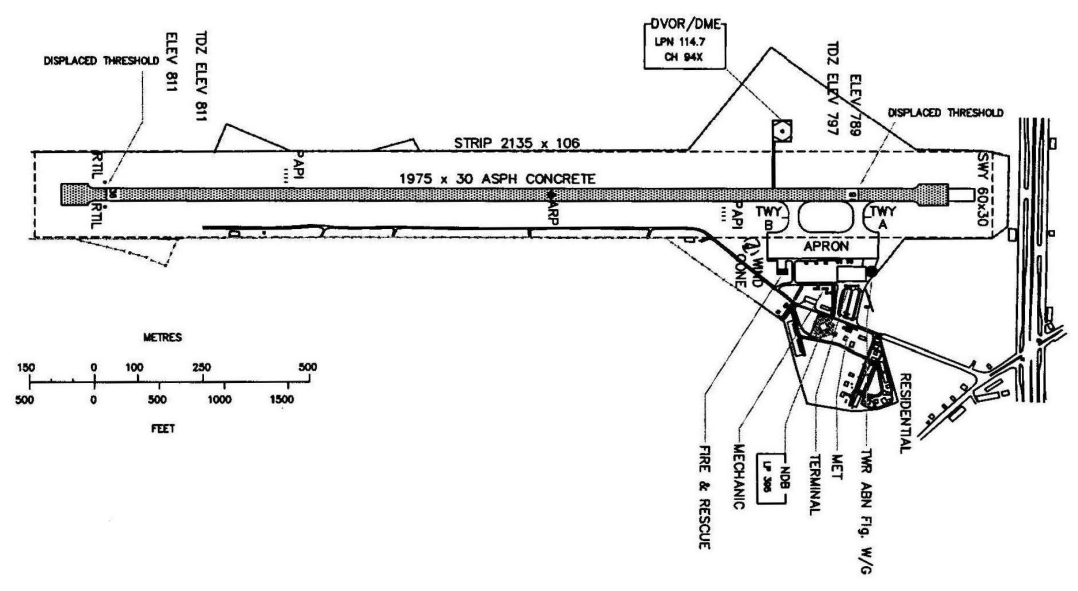 DVOR/DME
LPN 114.7
CH 94X
DISPLACED THRESHOLD
TDZ ELEV 811
ELEV 811
ELEV 789
TDZ ELEV 797
DISPLACED THRESHOLD
STRIP 2135 x 106
RTIL
PAPI
1975 x 30 ASPH CONCRETE
36
SWY 60x30
RTIL
ARP
PAPI
TWY
B
TWY
A
APRON
WIND
CONE
METRES
150 0 250 500
500 0 500 1000 1500
FEET
RESIDENTIAL
FIRE & RESCUE
MECHANIC
NDB
TERMINAL
MET
TWR ABN Flg. W/G